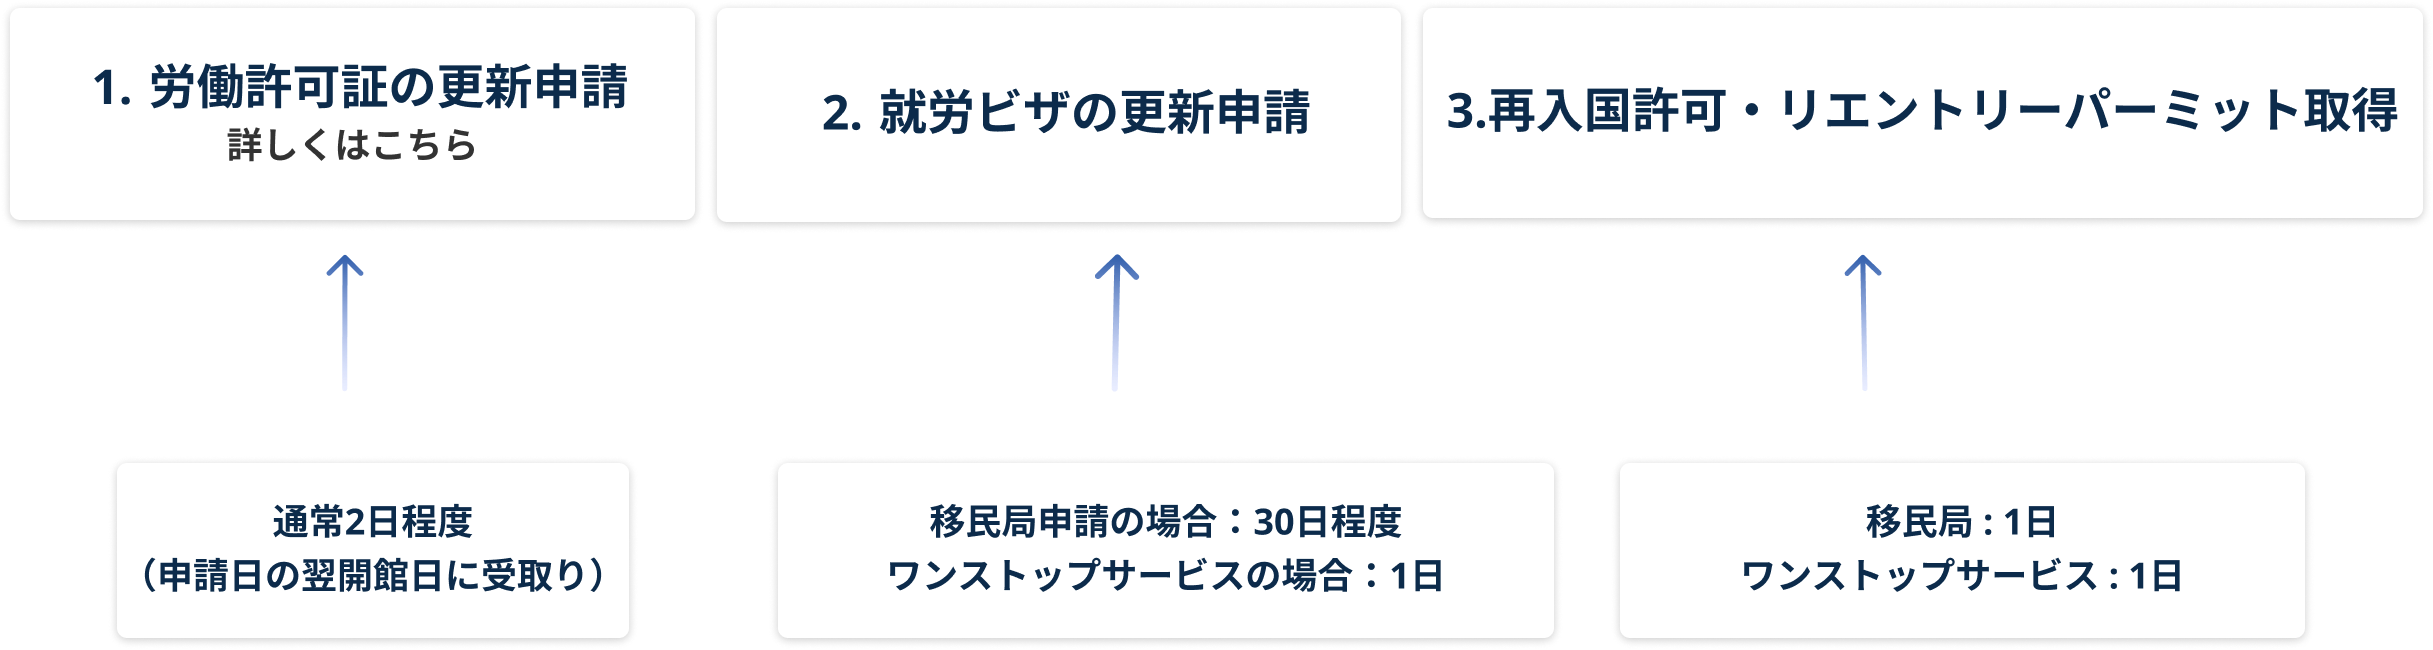 1. 労働許可証の更新申請
詳しくはこちら
2. 就労ビザの更新申請
3.再入国許可・リエントリーパーミット取得
通常2日程度
（申請日の翌開館日に受取り）
移民局申請の場合：30日程度
ワンストップサービスの場合：1日
移民局 : 1日
ワンストップサービス : 1日